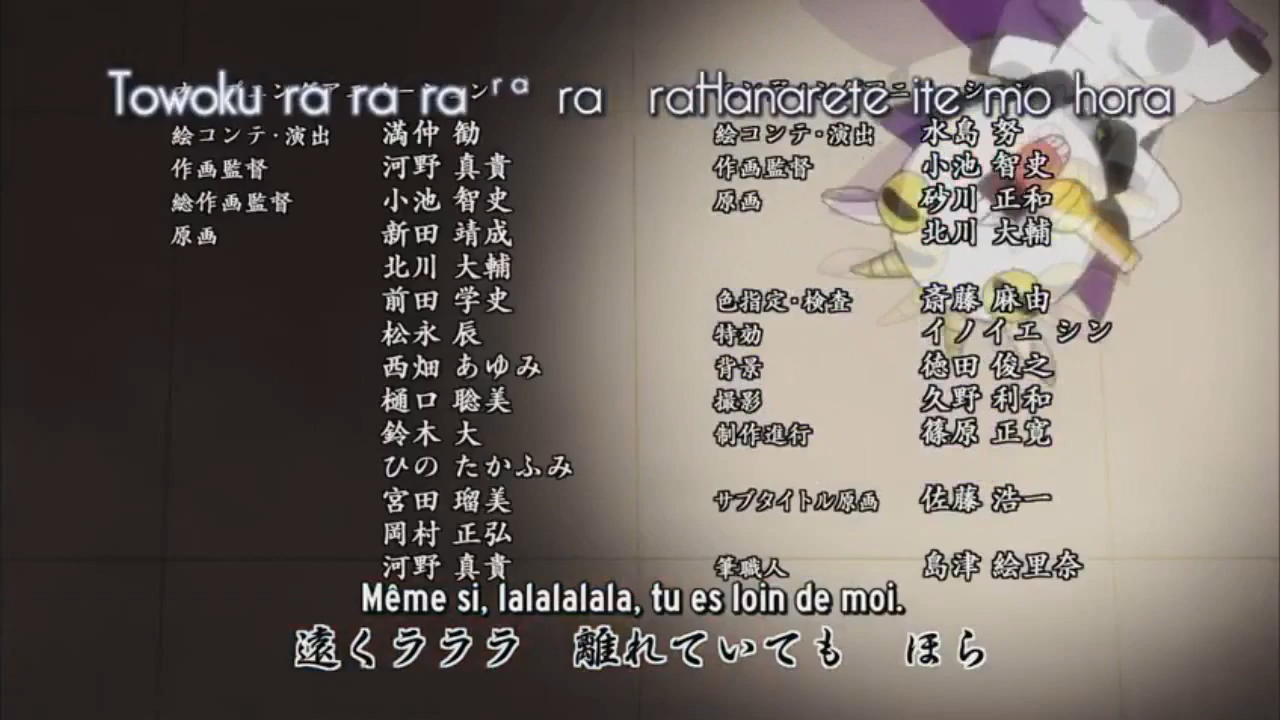 Towoku ra ra ra ra ra raHanarete ite mo hora
絵コンテ・演出 満仲 勧
作画監督 河野 真貴
総作画監督 小池 智史
原画 新田 靖成
北川 大輔
前田 学史
松永 辰
西畑 あゆみ
樋口 聡美
鈴木 大
ひの たかふみ
宮田 瑠美
岡村 正弘
河野 真貴
絵コンテ・演出 水島 努
作画監督 小池 智史
原画 砂川 正和
北川 大輔
色指定・検査 斎藤 麻由
特効 イノイエ シン
背景 徳田 俊之
撮影 久野 利和
制作進行 篠原 正寛
サブタイトル原画 佐藤 浩一
筆職人 島津 絵里奈
Même si, lalalalala, tu es loin de moi.
遠くラララ 離れていても ほら